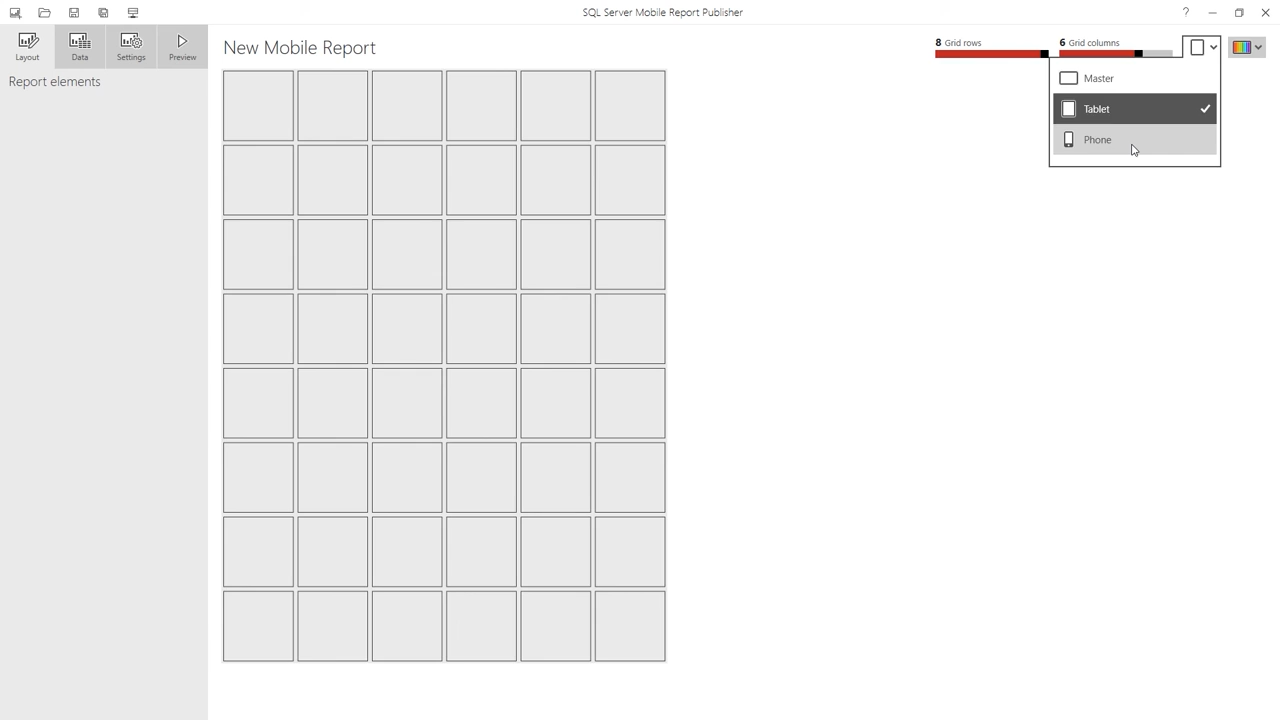 SQL Server Mobile Report Publisher
?
Layout
Data
Settings
Preview
New Mobile Report
8 Grid rows
6 Grid columns
Report elements
Master
Tablet
Phone